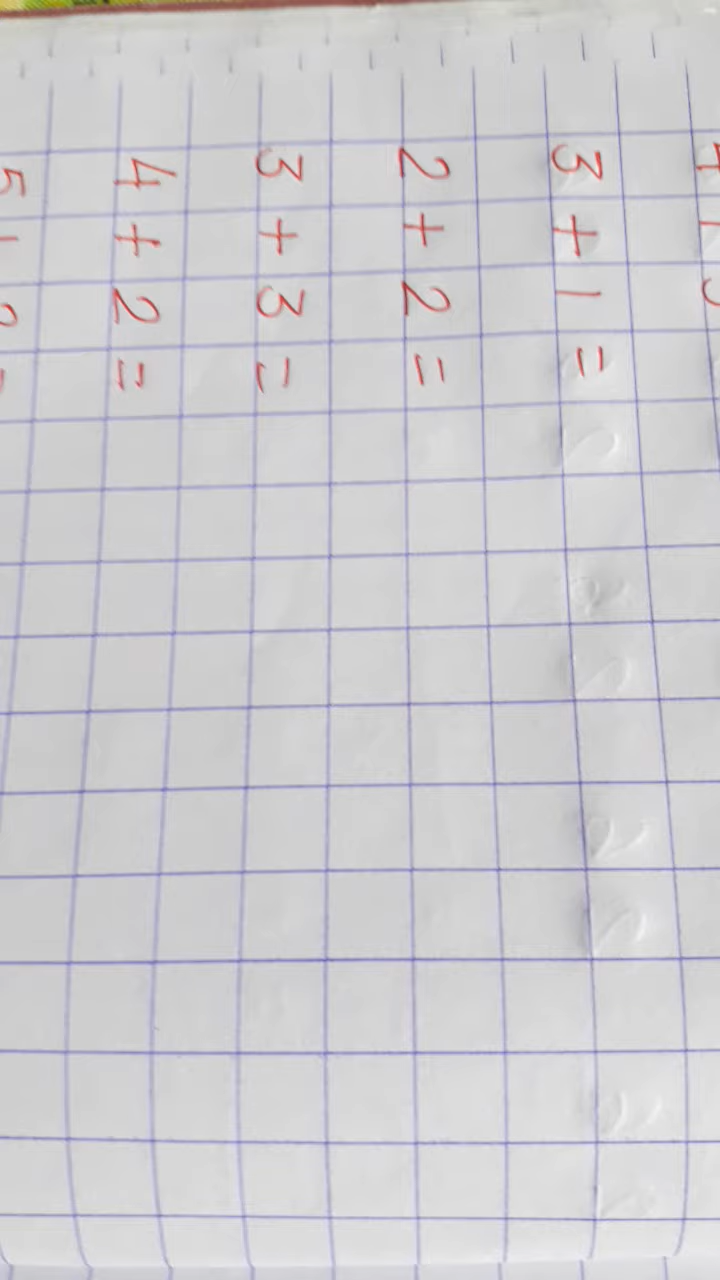 3 + 1 =
2 + 2 =
3 + 3 =
4 + 2 =